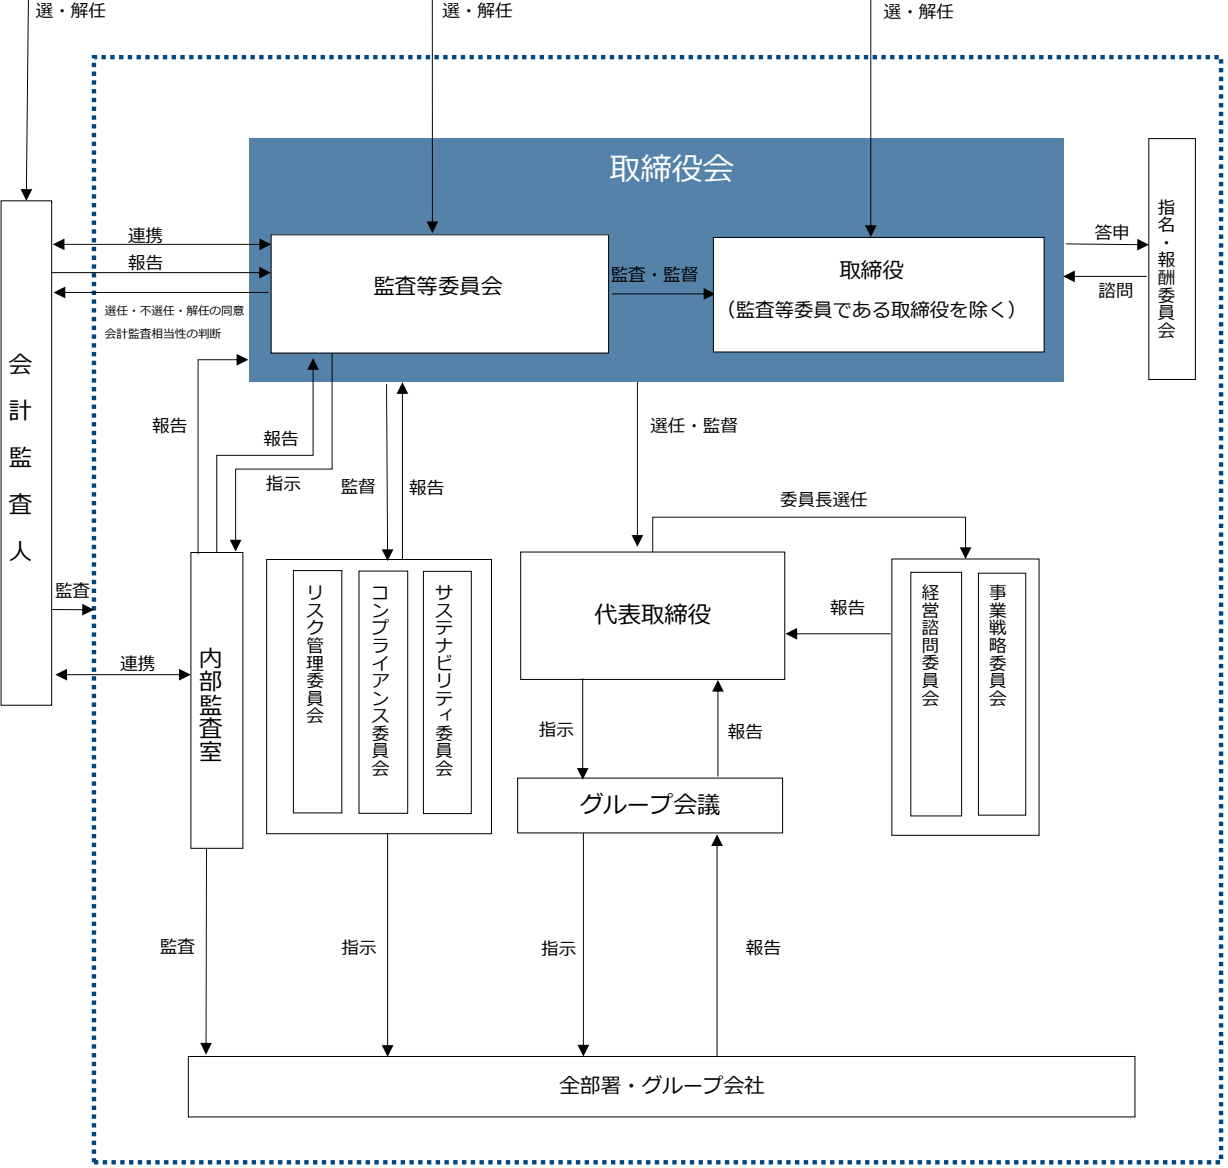 選・解任
選・解任
選・解任
取締役会
連携
報告
選任・不選任・解任の同意
会計監査相当性の判断
監査等委員会
監査・監督
取締役
（監査等委員である取締役を除く）
答申
諮問
指名・報酬委員会
会計監査人
報告
報告
指示
監督
報告
選任・監督
委員長選任
監査
連携
内部監査室
リスク管理委員会
コンプライアンス委員会
サステナビリティ委員会
代表取締役
報告
経営諮問委員会
事業戦略委員会
指示
報告
グループ会議
監査
指示
指示
報告
全部署・グループ会社